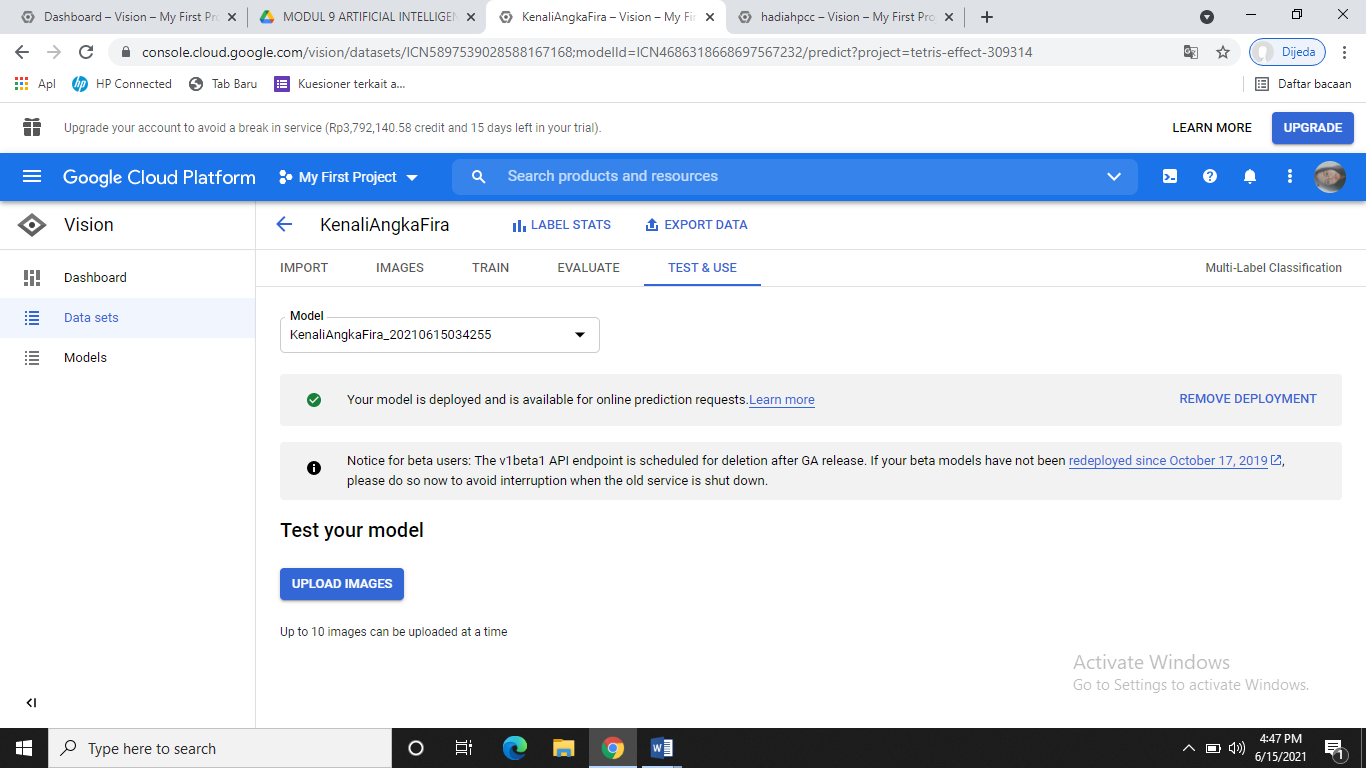 Dashboard – Vision – My First Pro
MODUL 9 ARTIFICIAL INTELLIGEN
KenaliAngkaFira – Vision – My Fir
hadiahpcc – Vision – My First Pro
console.cloud.google.com/vision/datasets/ICN5897539028588167168;modelId=ICN4686318668697567232/predict?project=tetris-effect-309314
Dijeda
Apl
HP Connected
Tab Baru
Kuesioner terkait a...
Daftar bacaan
Upgrade your account to avoid a break in service (Rp3,792,140.58 credit and 15 days left in your trial).
LEARN MORE
UPGRADE
Google Cloud Platform
My First Project
Search products and resources
Vision
KenaliAngkaFira
LABEL STATS
EXPORT DATA
Dashboard
Data sets
Models
IMPORT
IMAGES
TRAIN
EVALUATE
TEST & USE
Multi-Label Classification
Model
KenaliAngkaFira_20210615034255
Your model is deployed and is available for online prediction requests.Learn more
REMOVE DEPLOYMENT
Notice for beta users: The v1beta1 API endpoint is scheduled for deletion after GA release. If your beta models have not been redeployed since October 17, 2019,
please do so now to avoid interruption when the old service is shut down.
Test your model
UPLOAD IMAGES
Up to 10 images can be uploaded at a time
Activate Windows
Go to Settings to activate Windows.
Type here to search
4:47 PM
6/15/2021
1